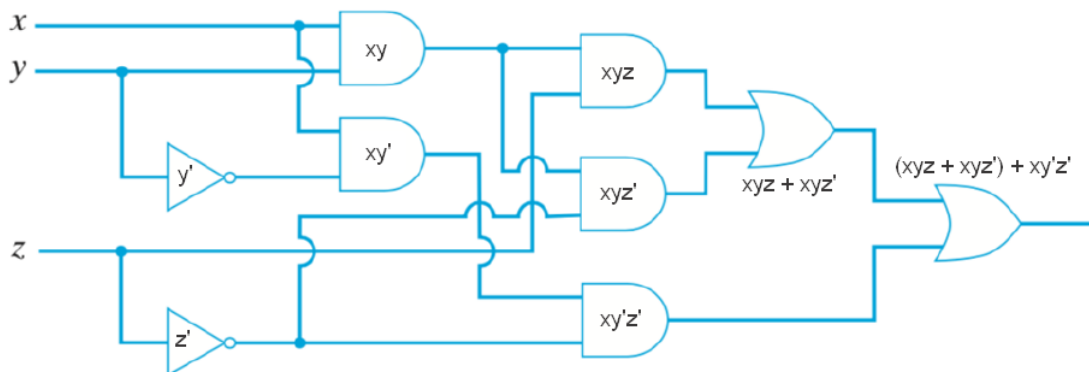 x
y
z
xy
xy'
y'
z'
xyz
xyz'
xy'z'
xyz + xyz'
(xyz + xyz') + xy'z'